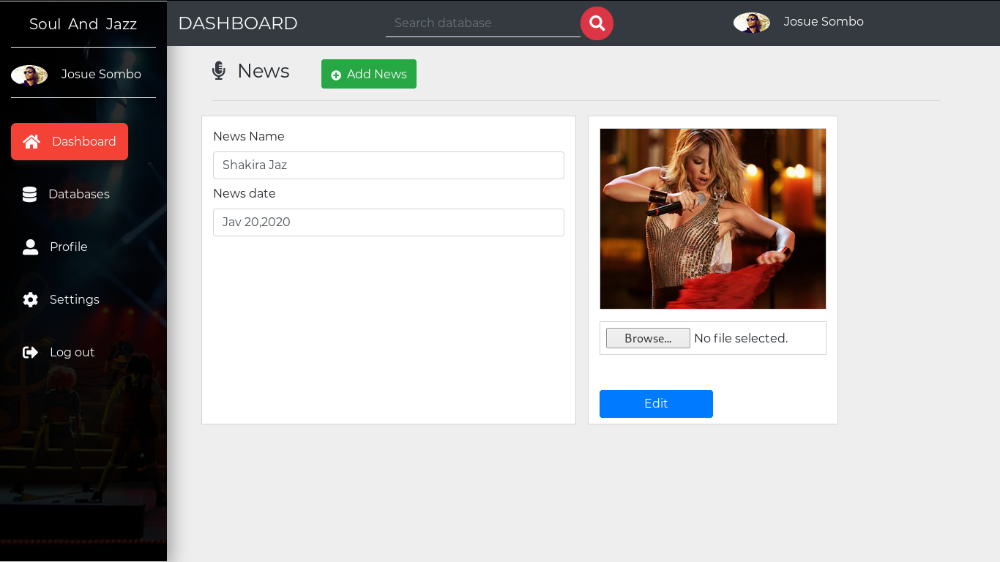 Soul And Jazz
Josue Sombo
Dashboard
Databases
Profile
Settings
Log out
DASHBOARD
Search database
Josue Sombo
News
Add News
News Name
Shakira Jaz
News date
Jav 20,2020
Browse...
No file selected.
Edit